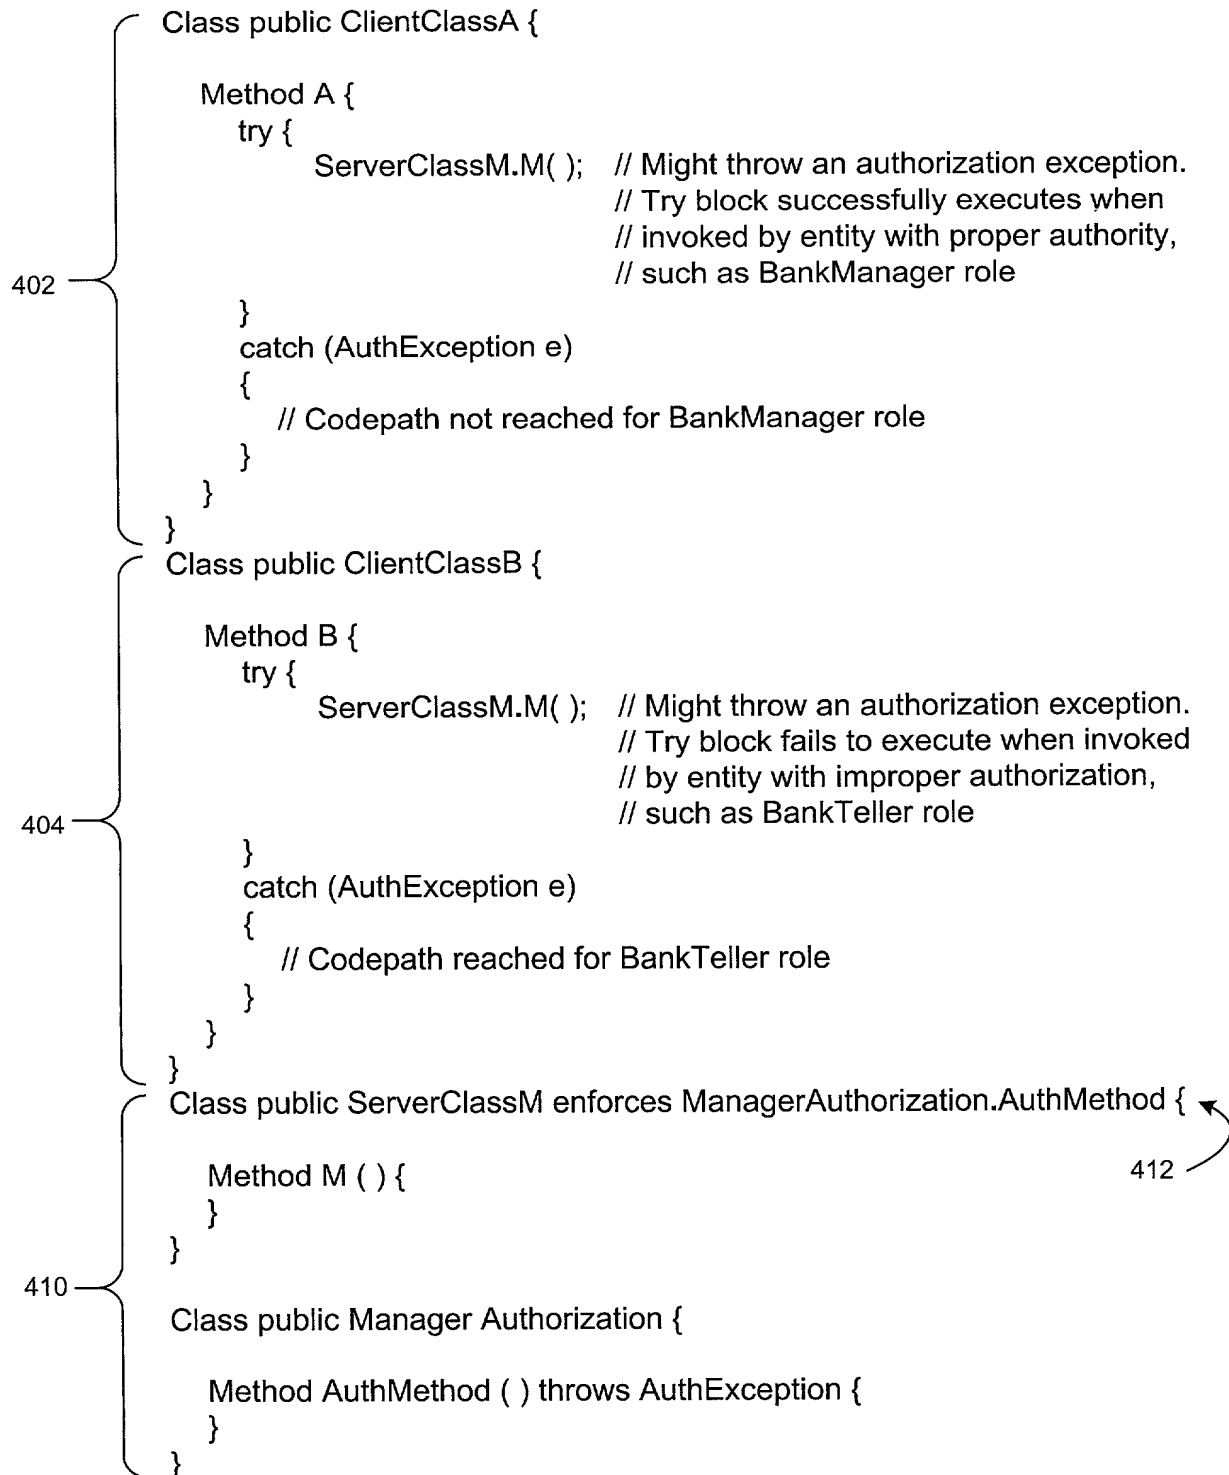 Class public ClientClassA {
Method A {
try {
ServerClassM.M( ); // Might throw an authorization exception.
// Try block successfully executes when
// invoked by entity with proper authority,
402
// such as BankManager role
}
catch (AuthException e)
{
// Codepath not reached for BankManager role
}
}
}
Class public ClientClassB {
Method B {
try {
ServerClassM.M( ); // Might throw an authorization exception.
// Try block fails to execute when invoked
// by entity with improper authorization,
404
// such as BankTeller role
}
catch (AuthException e)
{
// Codepath reached for BankTeller role
}
}
}
Class public ServerClassM enforces ManagerAuthorization.AuthMethod {
412
Method M ( ) {
}
}
410
Class public Manager Authorization {
Method AuthMethod ( ) throws AuthException {
}
}